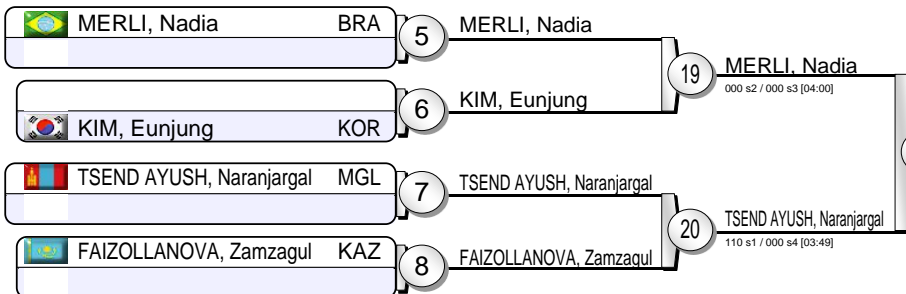 MERLI, Nadia BRA
5
MERLI, Nadia
6
KIM, Eunjung KOR
KIM, Eunjung
19
MERLI, Nadia
000 s2 / 000 s3 [04:00]
TSEND AYUSH, Naranjargal MGL
7
TSEND AYUSH, Naranjargal
FAIZOLLANOVA, Zamzagul KAZ
8
FAIZOLLANOVA, Zamzagul
20
TSEND AYUSH, Naranjargal
110 s1 / 000 s4 [03:49]